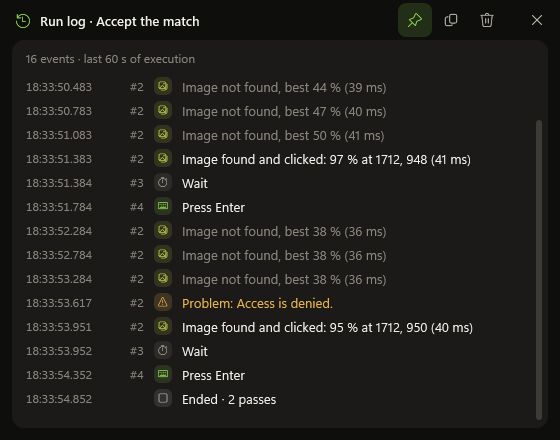 Run log · Accept the match
16 events · last 60 s of execution
18:33:50.483 #2 Image not found, best 44 % (39 ms)
18:33:50.783 #2 Image not found, best 47 % (40 ms)
18:33:51.083 #2 Image not found, best 50 % (41 ms)
18:33:51.383 #2 Image found and clicked: 97 % at 1712, 948 (41 ms)
18:33:51.384 #3 Wait
18:33:51.784 #4 Press Enter
18:33:52.284 #2 Image not found, best 38 % (36 ms)
18:33:52.784 #2 Image not found, best 38 % (36 ms)
18:33:53.284 #2 Image not found, best 38 % (36 ms)
18:33:53.617 #2 Problem: Access is denied.
18:33:53.951 #2 Image found and clicked: 95 % at 1712, 950 (40 ms)
18:33:53.952 #3 Wait
18:33:54.352 #4 Press Enter
18:33:54.852 Ended · 2 passes